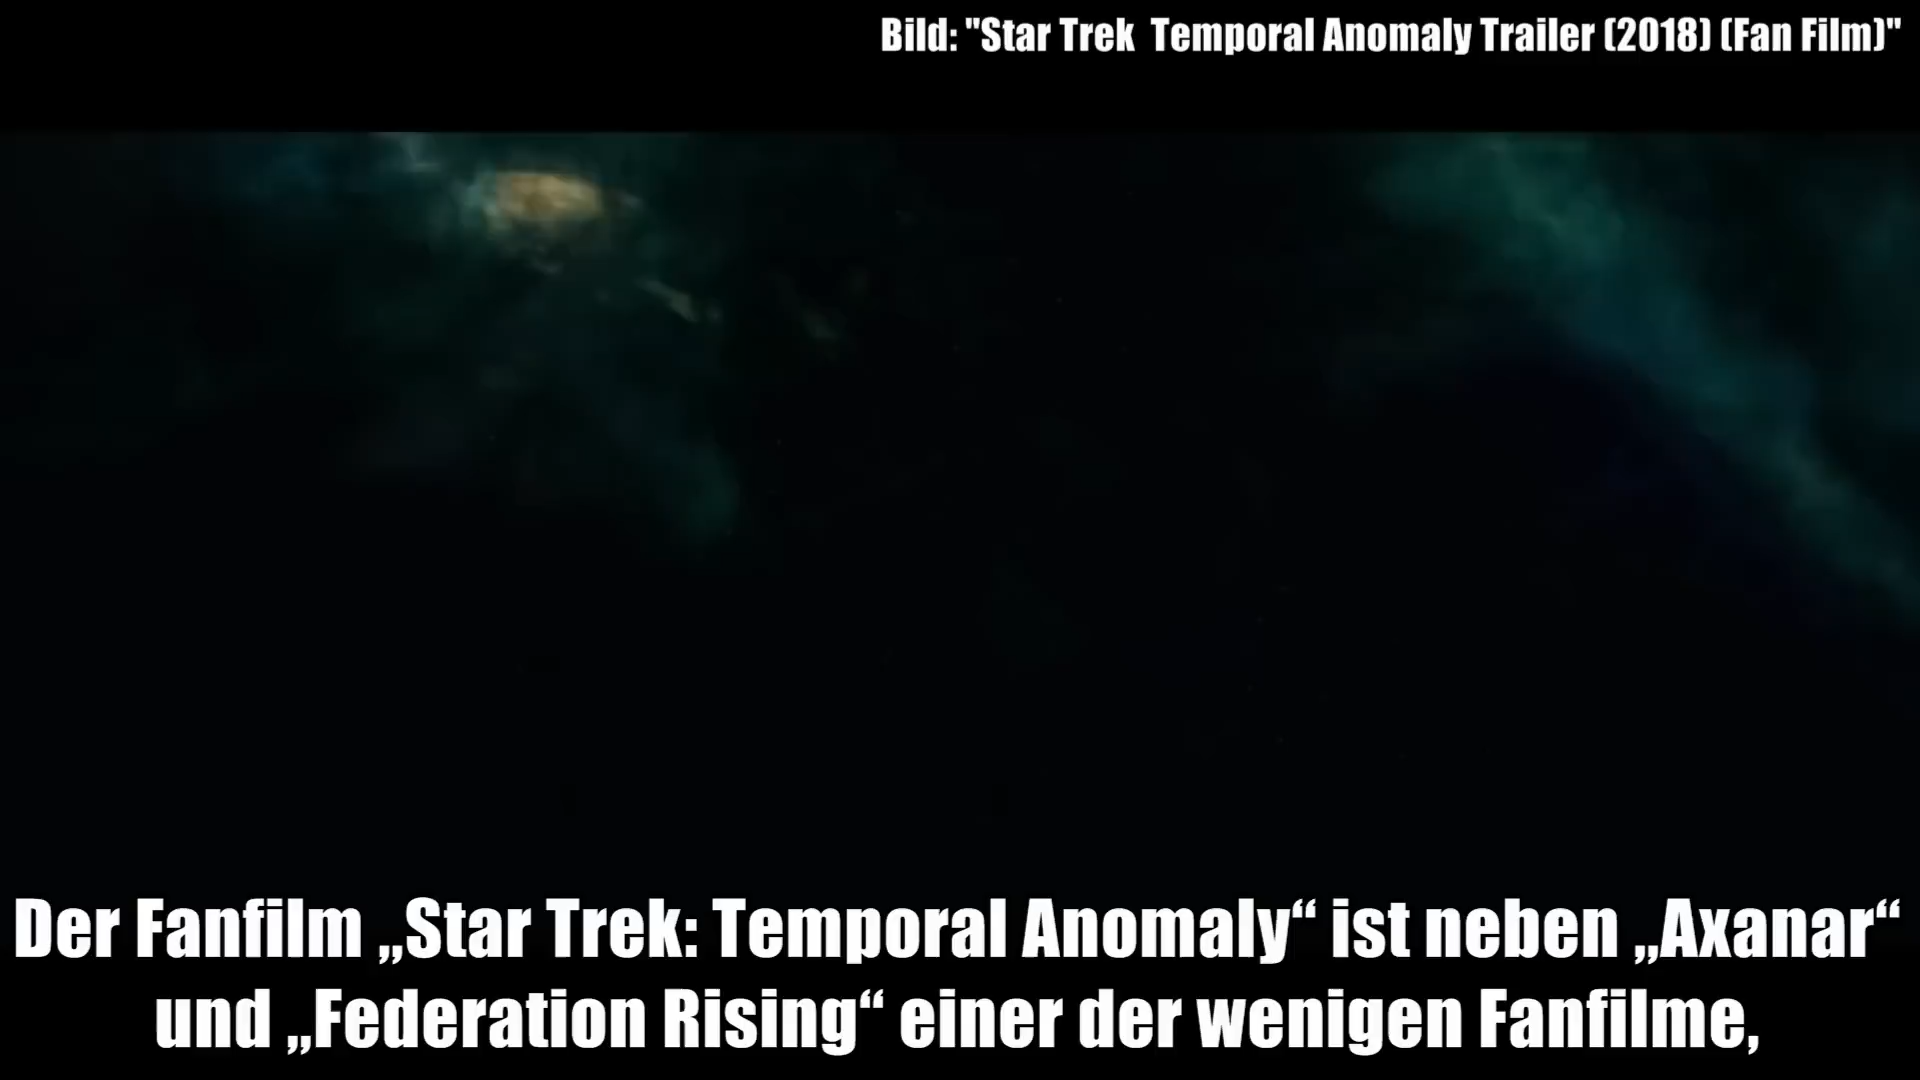 Bild: "Star Trek  Temporal Anomaly Trailer (2018) (Fan Film)"
Der Fanfilm „Star Trek: Temporal Anomaly“ ist neben „Axanar“
und „Federation Rising“ einer der wenigen Fanfilme,